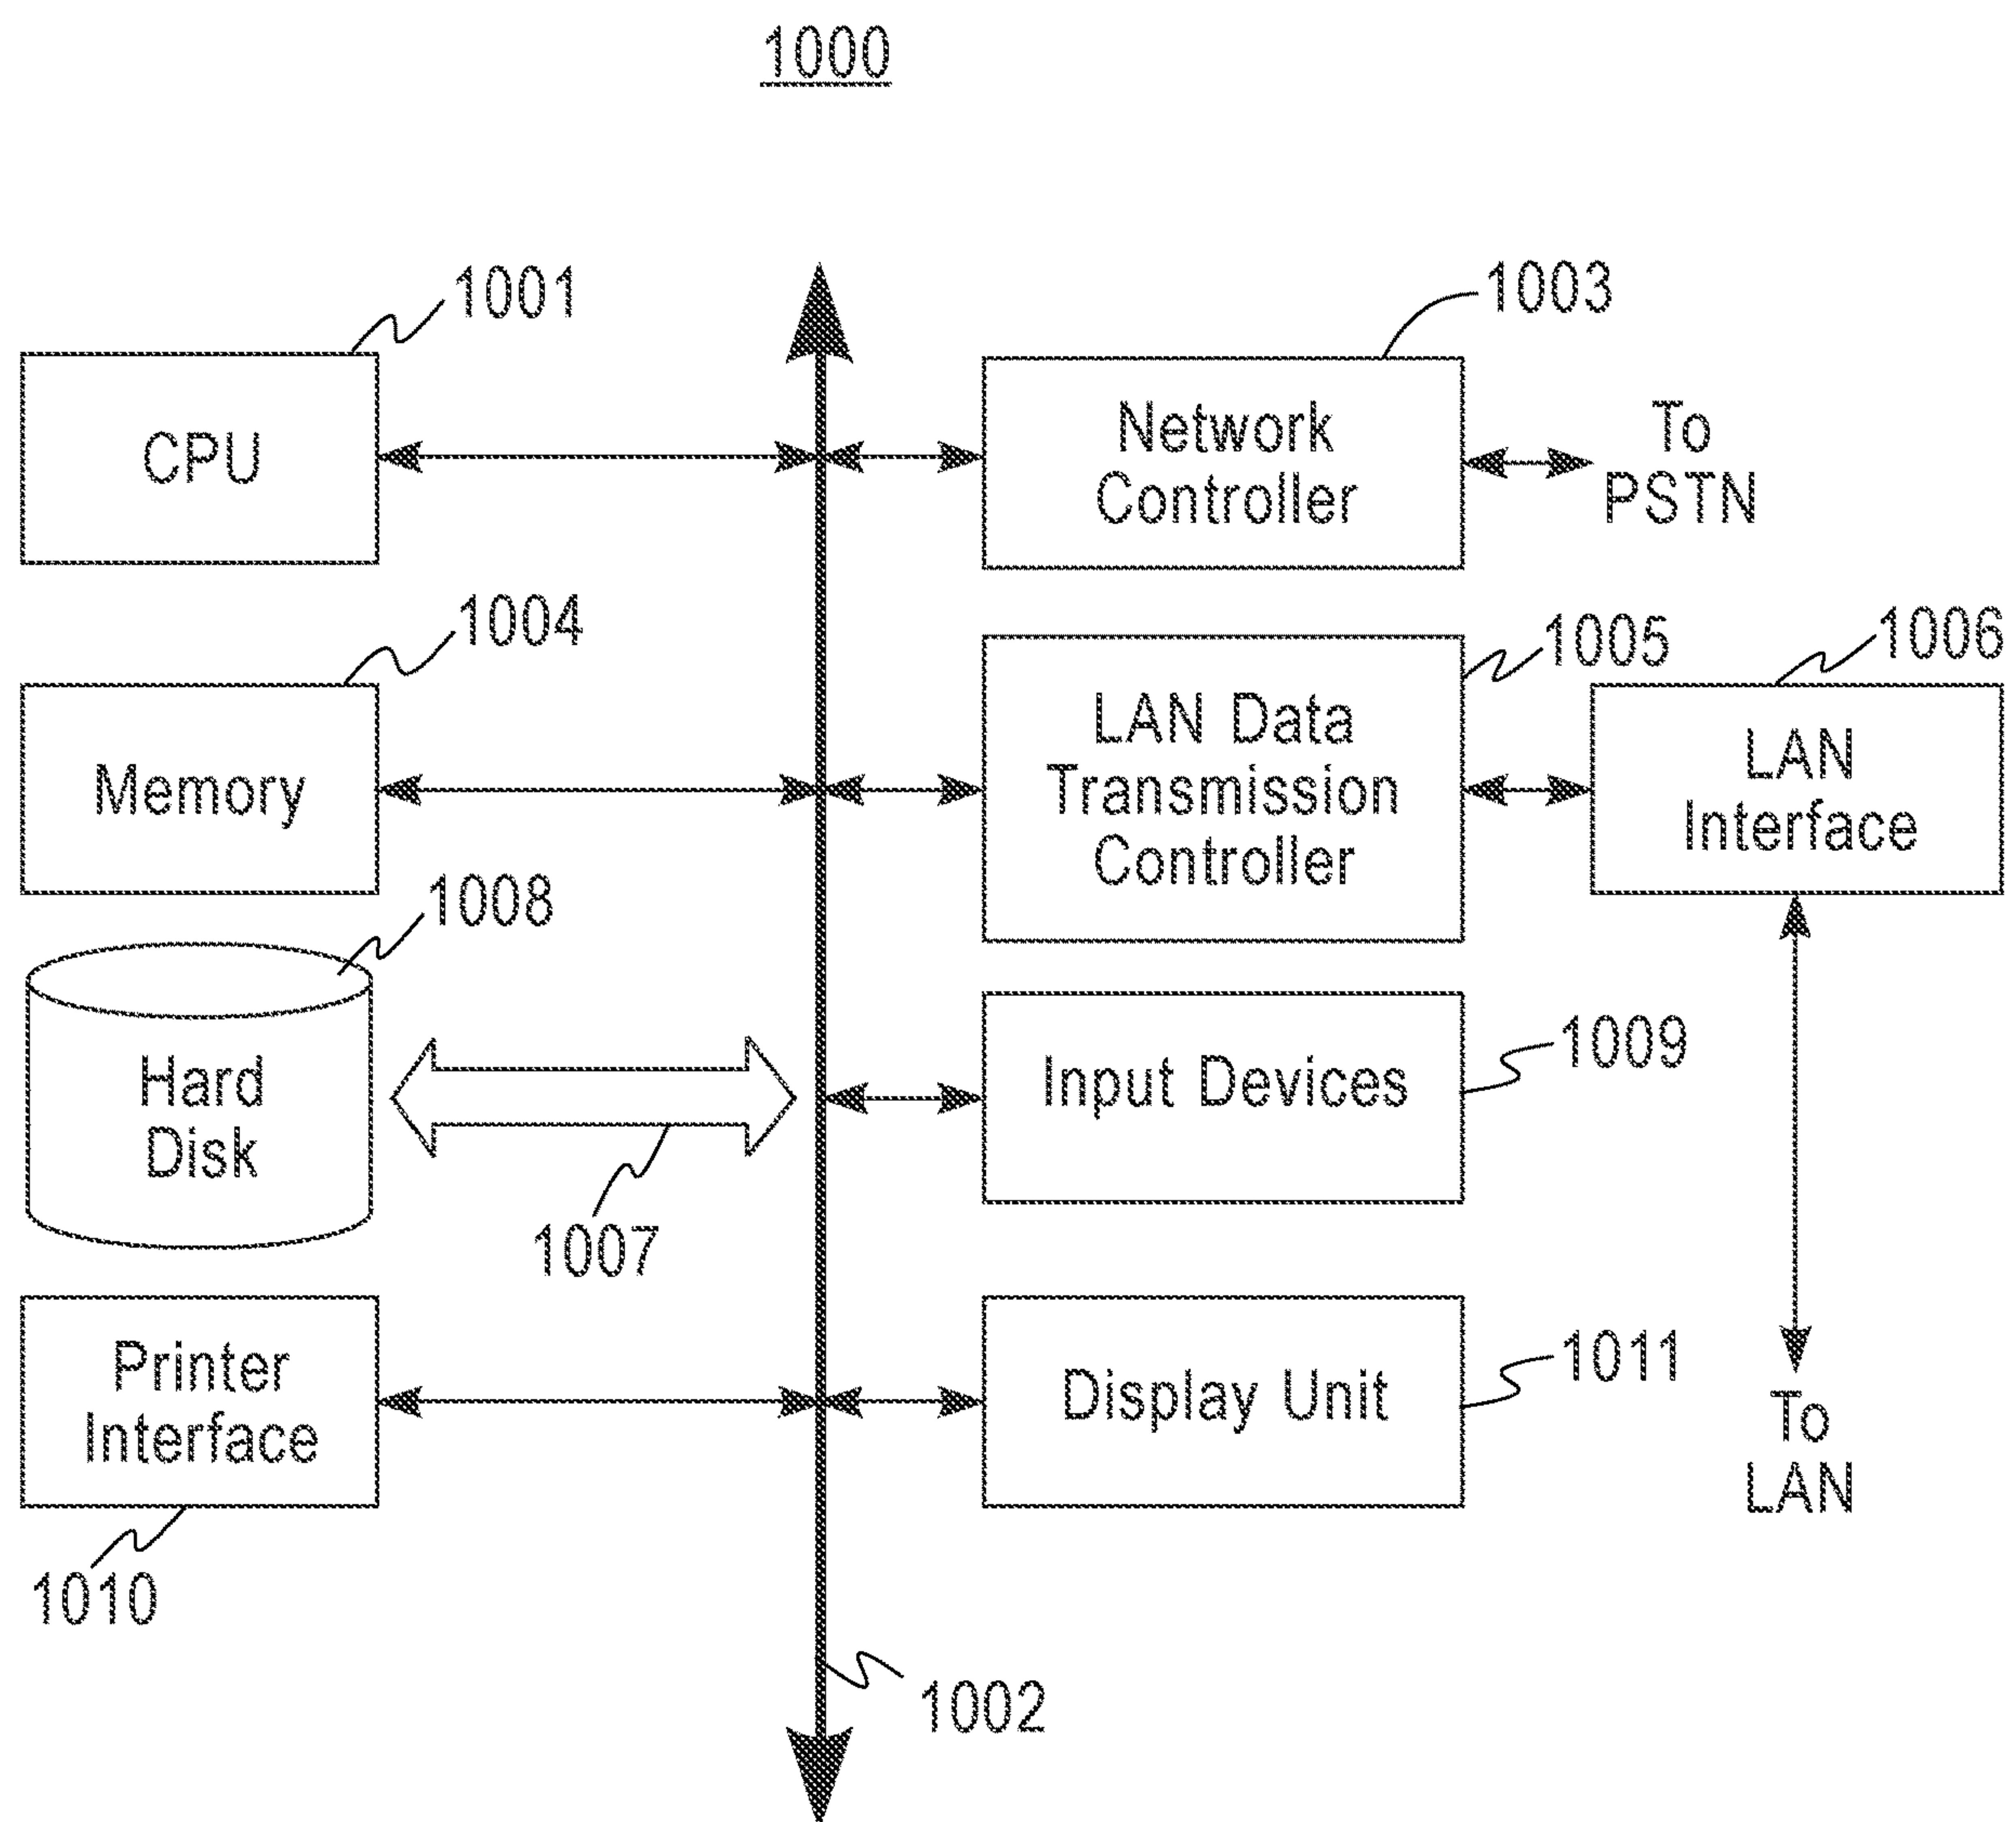 1000
1001
1003
CPU
Network
Controller
To
PSTN
1004
1005
1006
Memory
LAN Data
Transmission
Controller
LAN
Interface
1008
Hard
Disk
1007
Input Devices
1009
Printer
Interface
Display Unit
1011
To
LAN
1010
1002